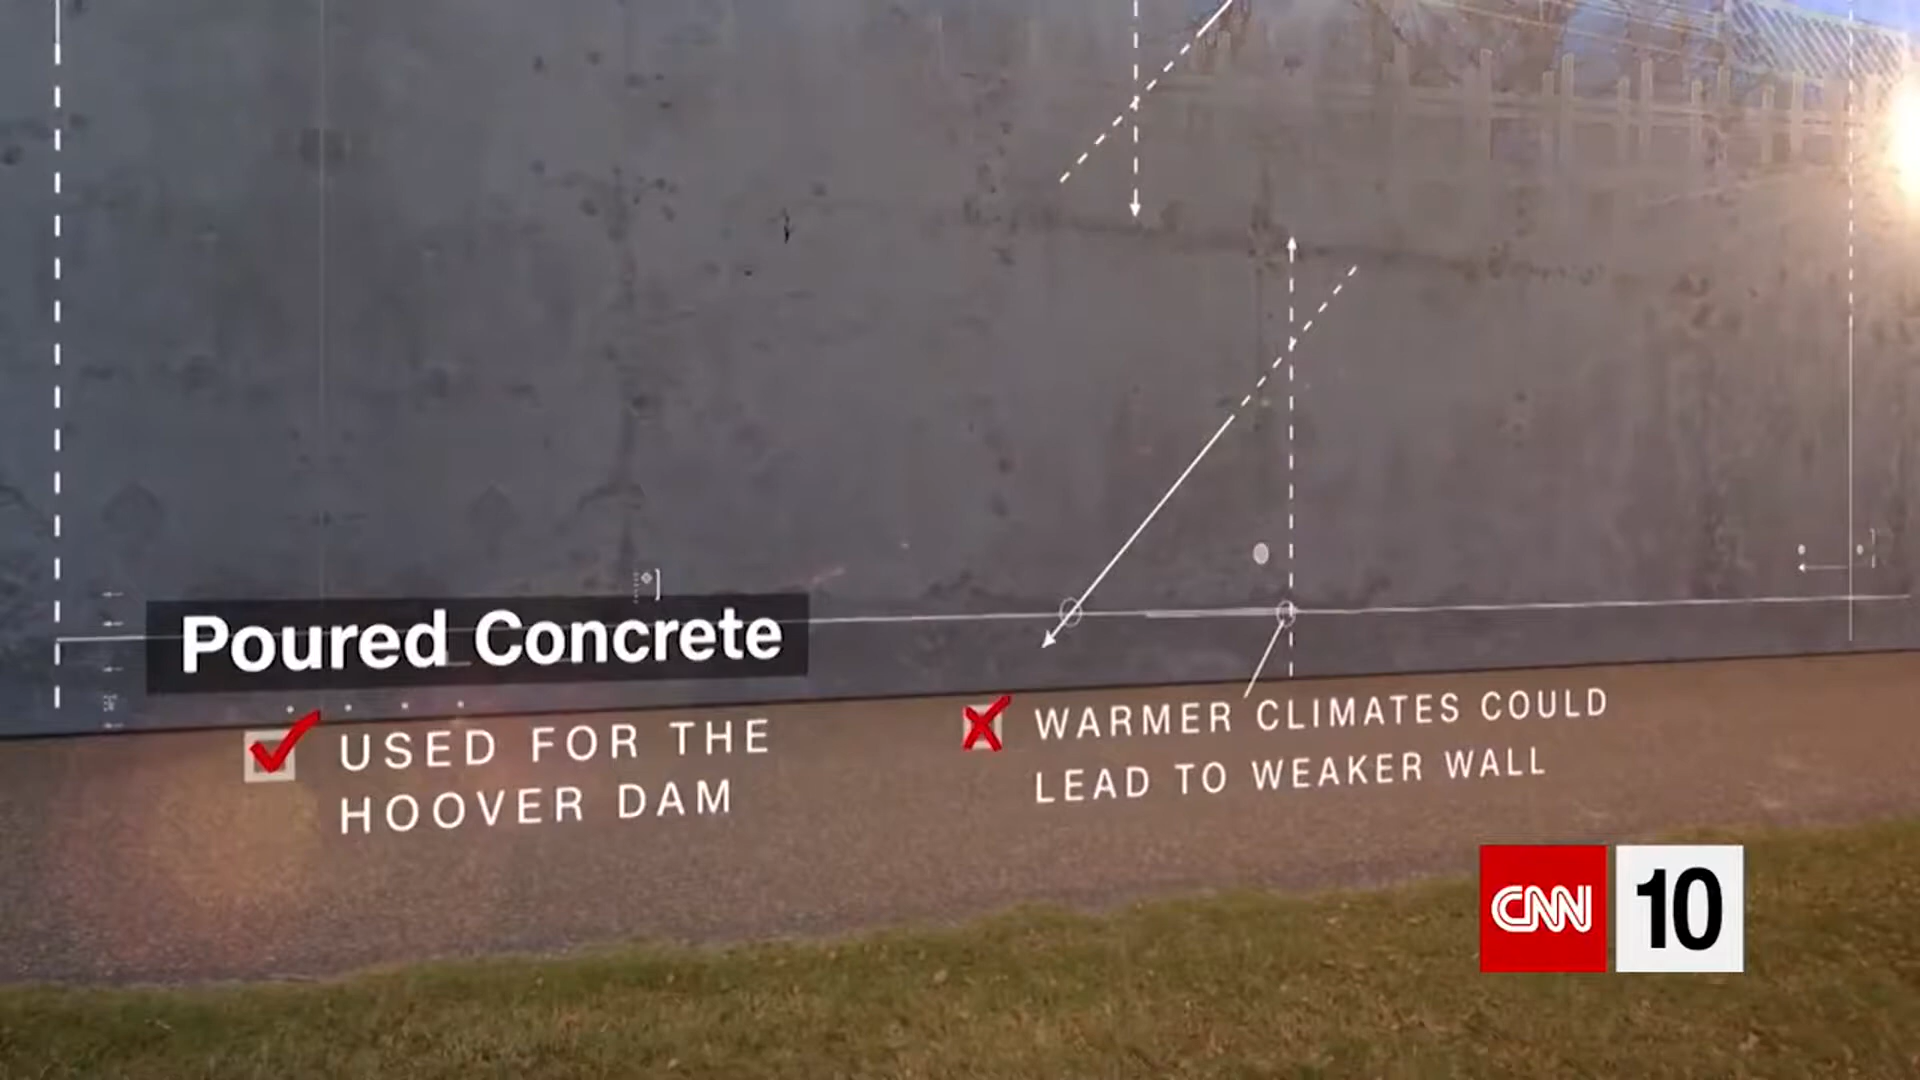 Poured Concrete
USED FOR THE
HOOVER DAM
WARMER CLIMATES COULD
LEAD TO WEAKER WALL
CNN 10